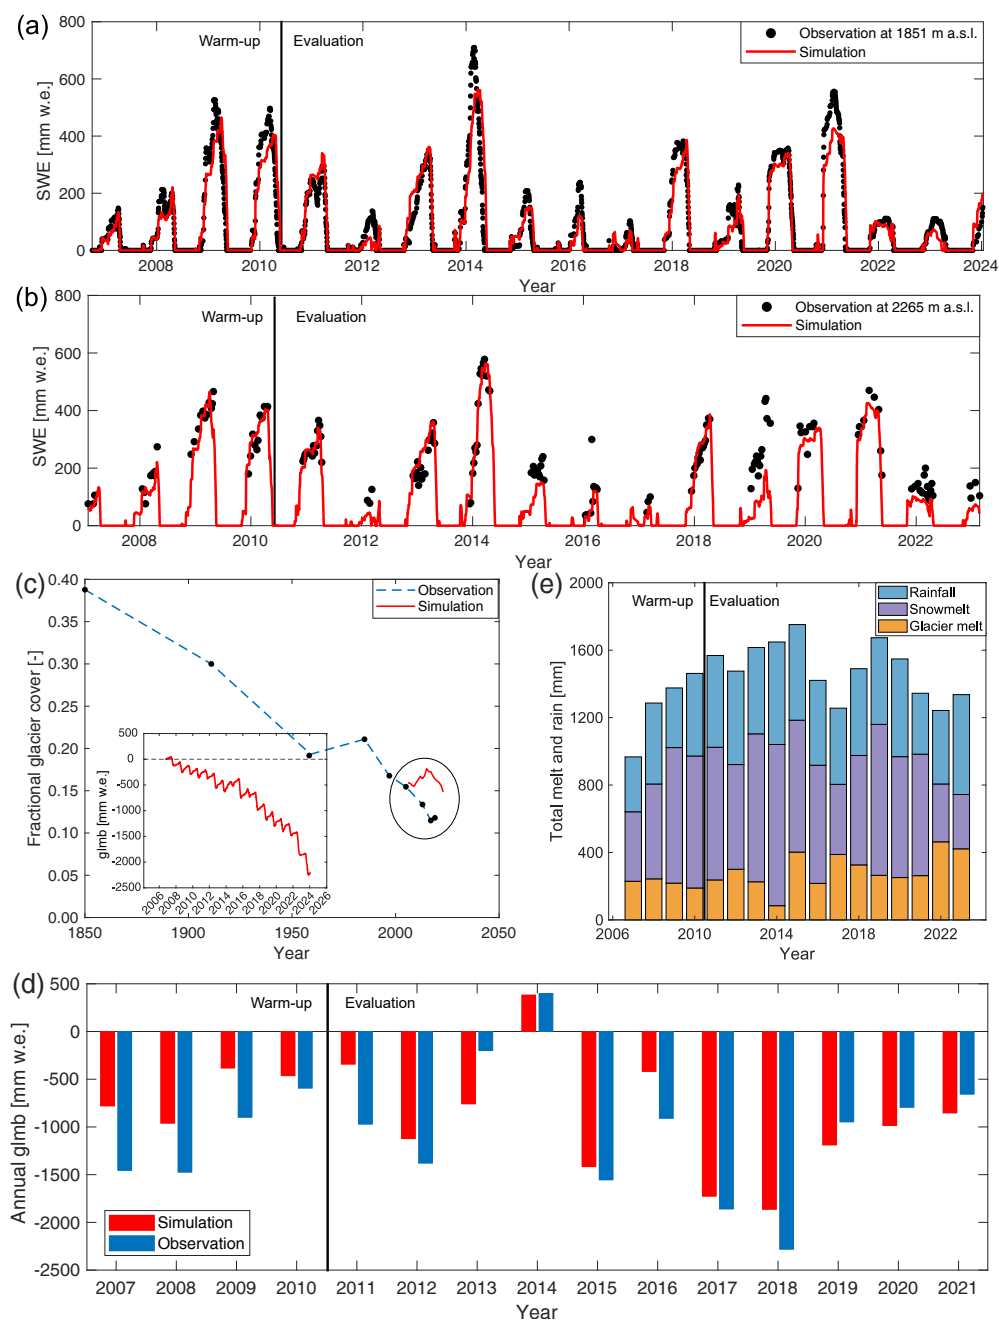 (a)
800
600
400
200
0
SWE [mm w.e.]
Warm-up
Evaluation
Observation at 1851 m a.s.l.
Simulation
2008
2010
2012
2014
2016
2018
2020
2022
2024
Year
(b)
800
600
400
200
0
SWE [mm w.e.]
Warm-up
Evaluation
Observation at 2265 m a.s.l.
Simulation
2008
2010
2012
2014
2016
2018
2020
2022
Year
(c)
0.40
0.35
0.30
0.25
0.20
0.15
0.10
0.05
0.00
Fractional glacier cover [-]
Observation
Simulation
500
0
-500
-1000
-1500
-2000
-2500
glmb [mm w.e.]
2006
2008
2010
2012
2014
2016
2018
2020
2022
2024
2026
1850
1900
1950
2000
2050
Year
(e)
2000
1600
1200
800
400
0
Total melt and rain [mm]
Warm-up
Evaluation
Rainfall
Snowmelt
Glacier melt
2006
2010
2014
2018
2022
Year
(d)
500
0
-500
-1000
-1500
-2000
-2500
Annual glmb [mm w.e.]
Warm-up
Evaluation
Simulation
Observation
2007
2008
2009
2010
2011
2012
2013
2014
2015
2016
2017
2018
2019
2020
2021
Year